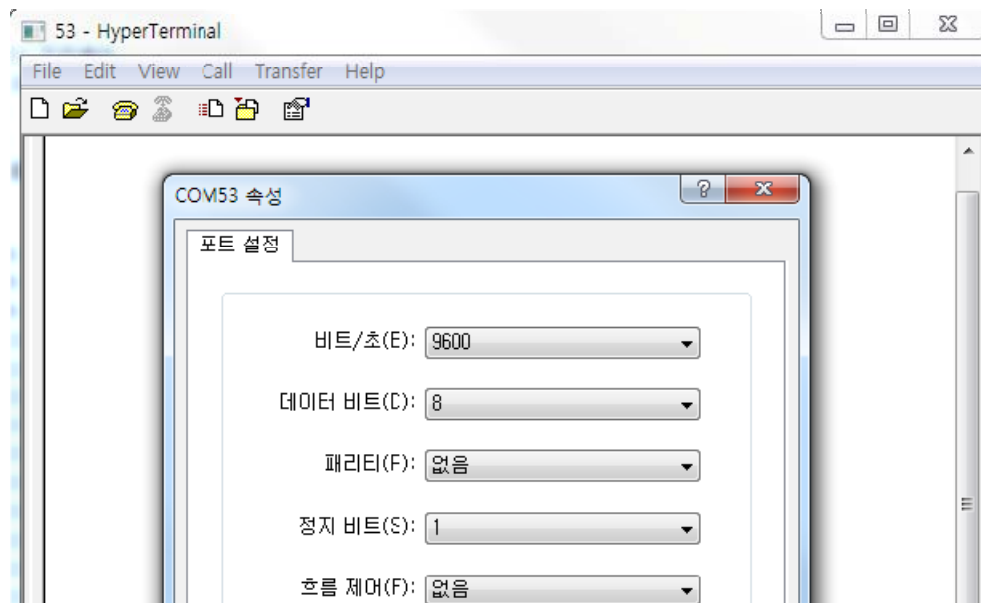 53 - HyperTerminal
File Edit View Call Transfer Help
COM53 속성
포트 설정
비트/초(E): 9600
데이터 비트(D): 8
패리티(P): 없음
정지 비트(S): 1
흐름 제어(F): 없음